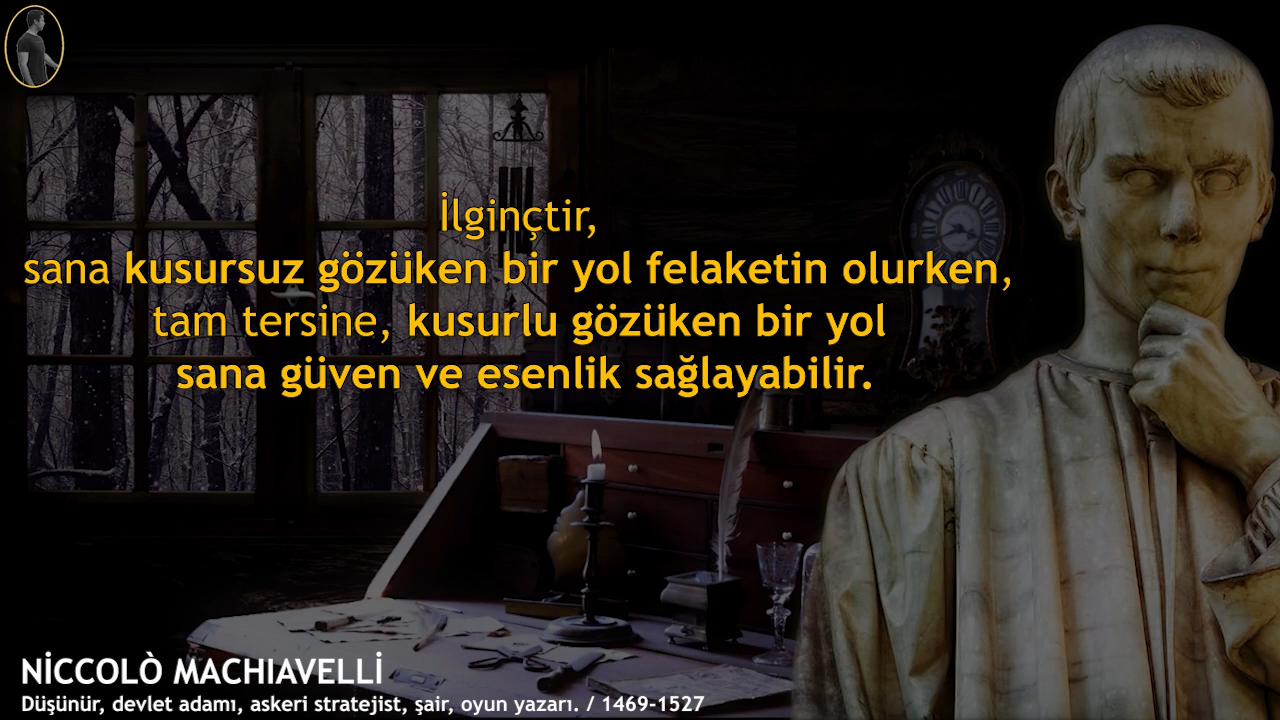 İlginçtir,
sana kusursuz gözüken bir yol felaketin olurken,
tam tersine, kusurlu gözüken bir yol
sana güven ve esenlik sağlayabilir.
NİCCOLÒ MACHIAVELLİ
Düşünür, devlet adamı, askeri stratejist, şair, oyun yazarı. / 1469-1527